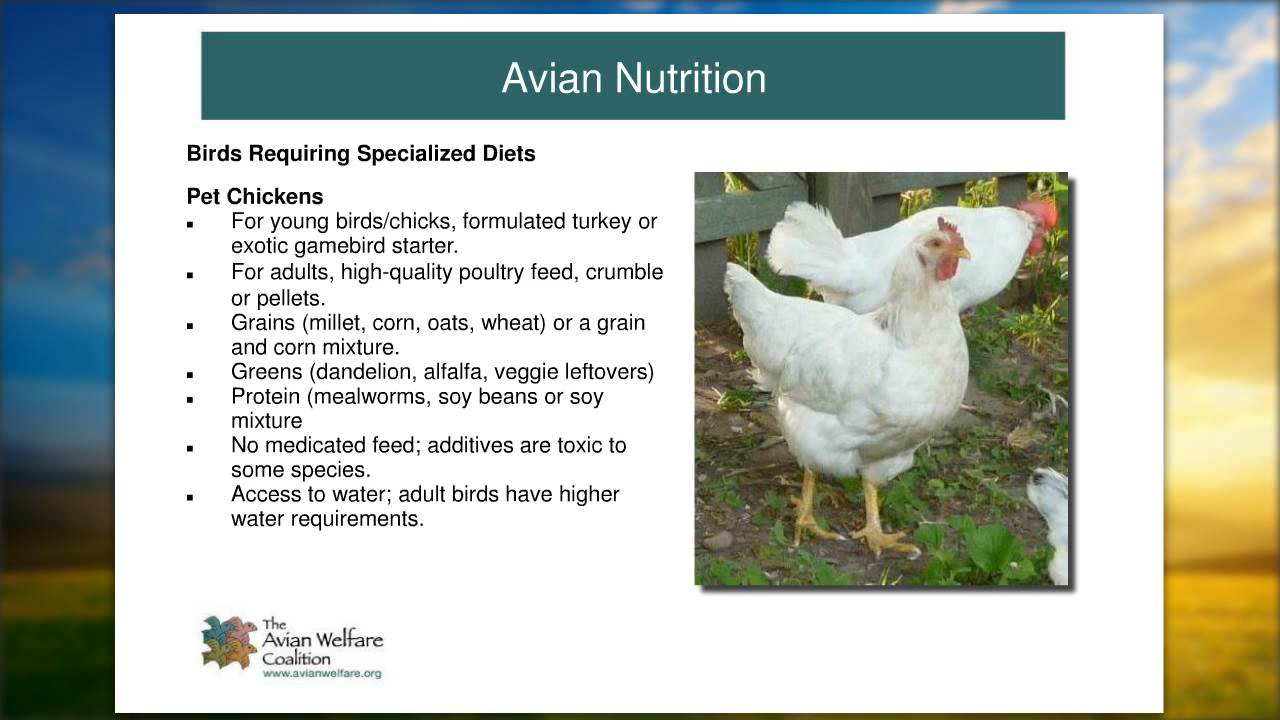 Avian Nutrition
Birds Requiring Specialized Diets
Pet Chickens
▪ For young birds/chicks, formulated turkey or
exotic gamebird starter.
▪ For adults, high-quality poultry feed, crumble
or pellets.
▪ Grains (millet, corn, oats, wheat) or a grain
and corn mixture.
▪ Greens (dandelion, alfalfa, veggie leftovers)
▪ Protein (mealworms, soy beans or soy
mixture
▪ No medicated feed; additives are toxic to
some species.
▪ Access to water; adult birds have higher
water requirements.
The
Avian Welfare
Coalition
www.avianwelfare.org